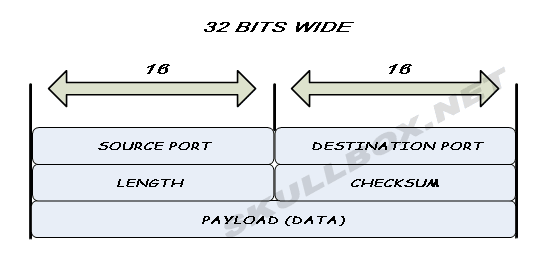 32 BITS WIDE
16 16
SOURCE PORT DESTINATION PORT
LENGTH CHECKSUM
PAYLOAD (DATA)
SKULLBOX.NET